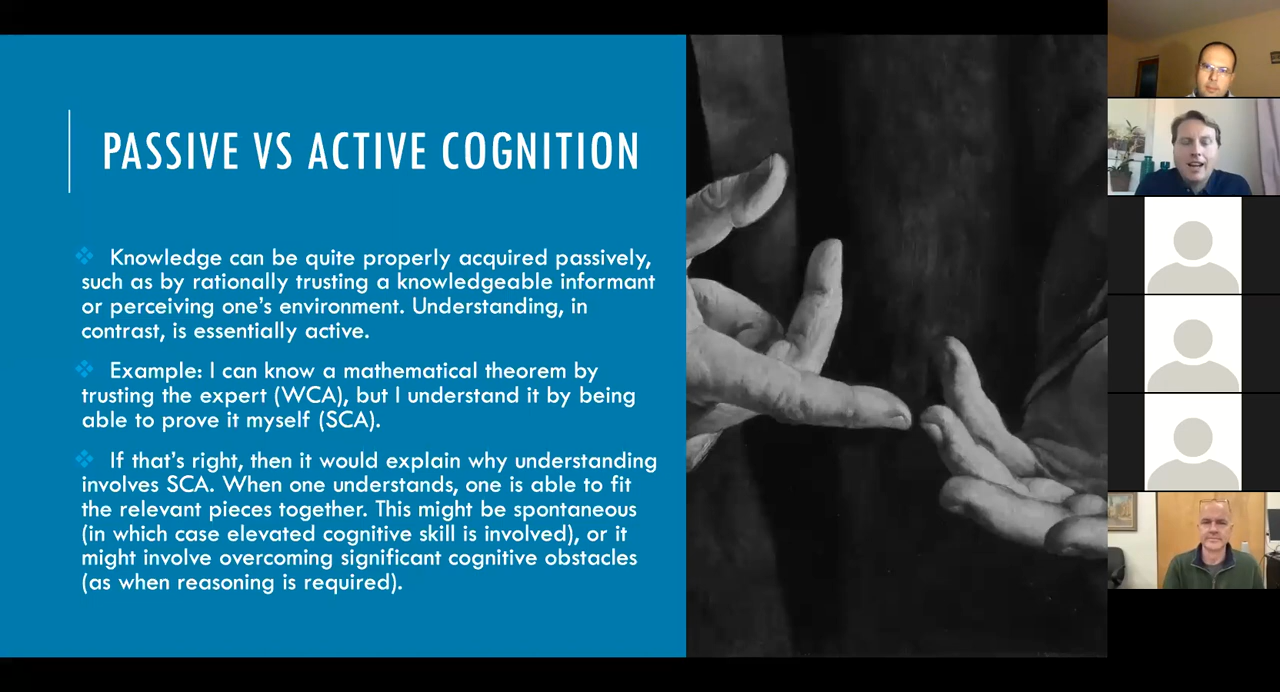 PASSIVE VS ACTIVE COGNITION
Knowledge can be quite properly acquired passively,
such as by rationally trusting a knowledgeable informant
or perceiving one's environment. Understanding, in
contrast, is essentially active.
Example: I can know a mathematical theorem by
trusting the expert (WCA), but I understand it by being
able to prove it myself (SCA).
If that's right, then it would explain why understanding
involves SCA. When one understands, one is able to fit
the relevant pieces together. This might be spontaneous
(in which case elevated cognitive skill is involved), or it
might involve overcoming significant cognitive obstacles
(as when reasoning is required).